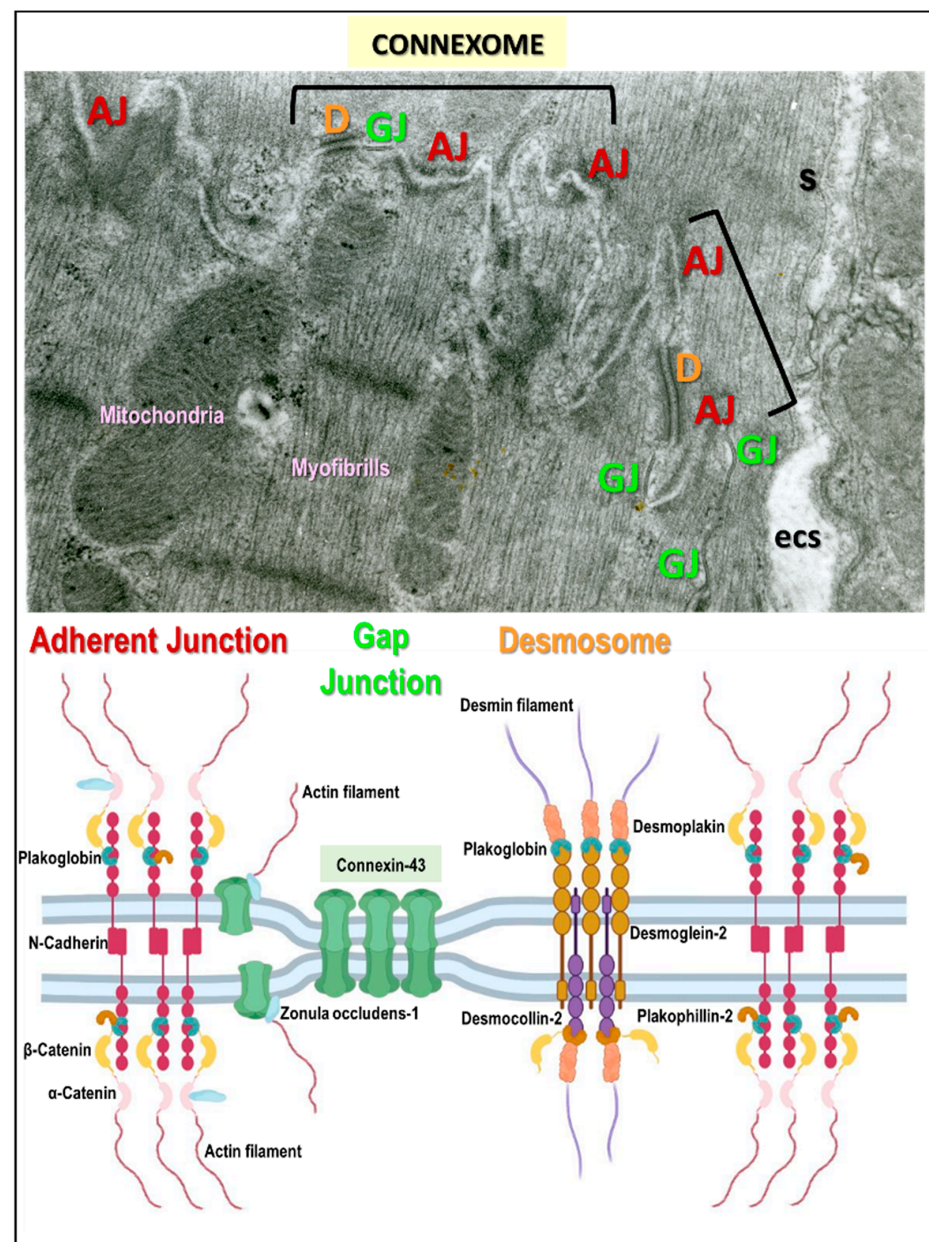 CONNEXOME
AJ
D
GJ
AJ
AJ
s
AJ
D
AJ
Mitochondria
GJ
Myofibrills
GJ
ecs
GJ
Adherent Junction
Gap
Junction
Desmosome
Desmin filament
Actin filament
Desmoplakin
Plakoglobin
Connexin-43
Plakoglobin
N-Cadherin
Desmoglein-2
Zonula occludens-1
Desmocollin-2
Plakophillin-2
β-Catenin
α-Catenin
Actin filament